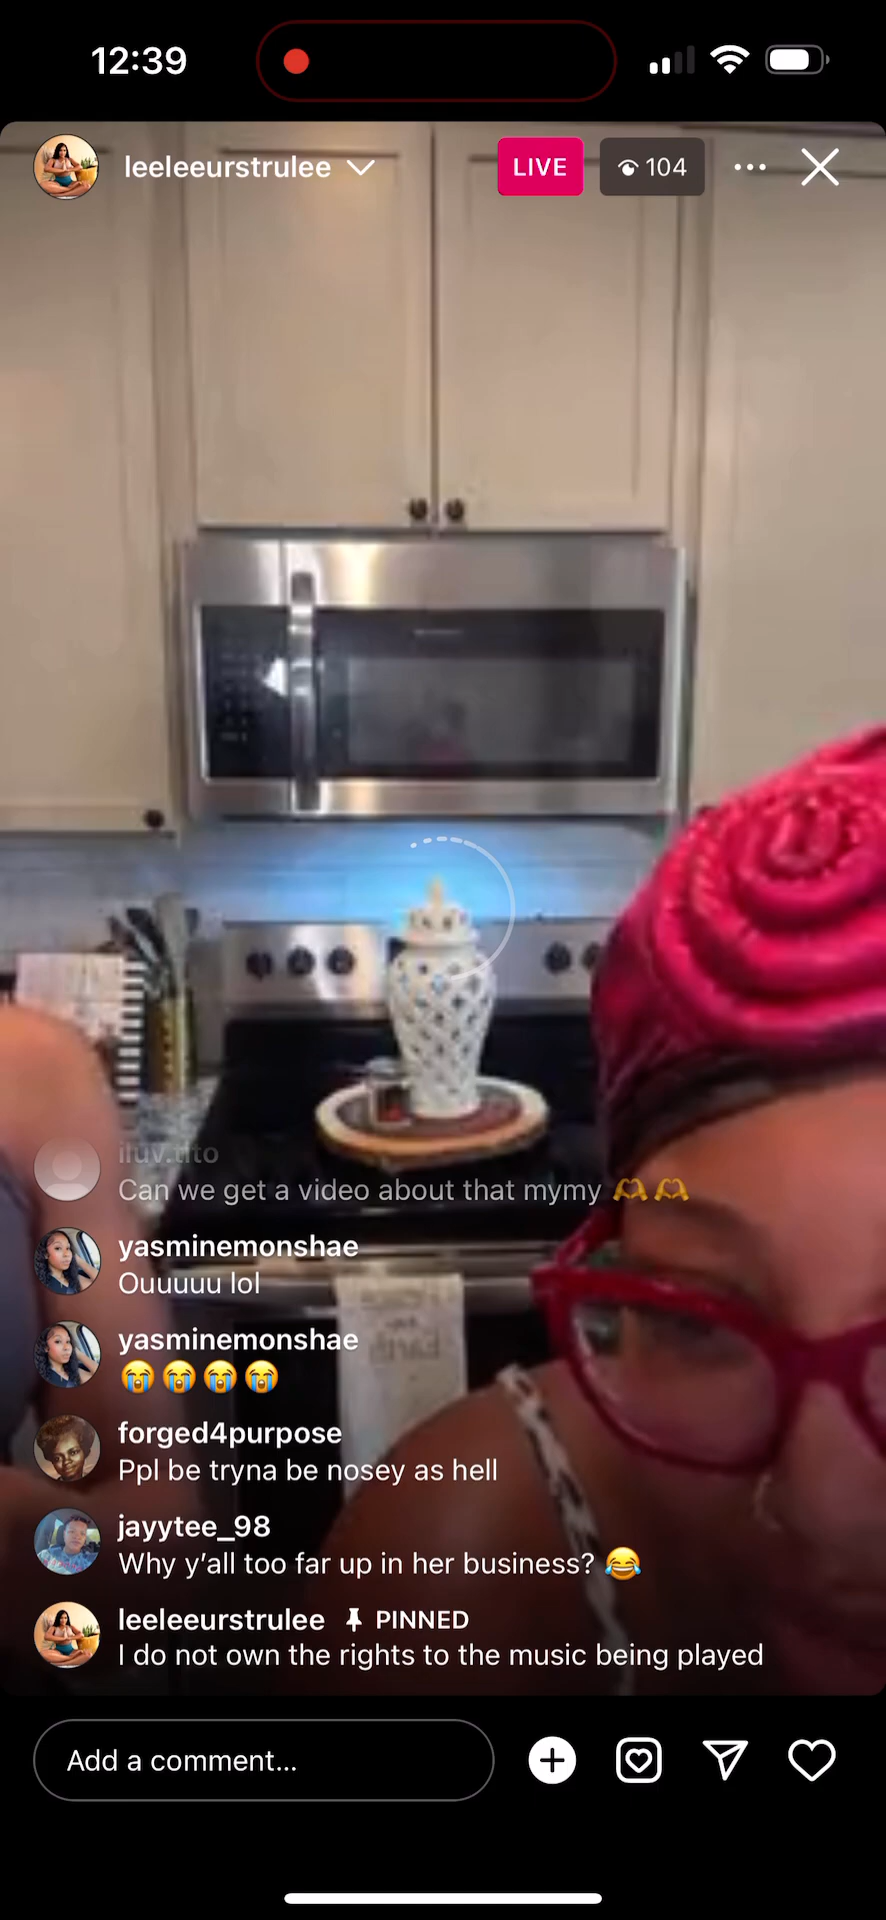 12:39
leeleeurstrulee
LIVE
104
iluv.tito
Can we get a video about that mymy 🫶🫶
yasminemonshae
Ouuuuu lol
yasminemonshae
😭😭😭😭
forged4purpose
Ppl be tryna be nosey as hell
jayytee_98
Why y’all too far up in her business? 😂
leeleeurstrulee PINNED
I do not own the rights to the music being played
Add a comment...